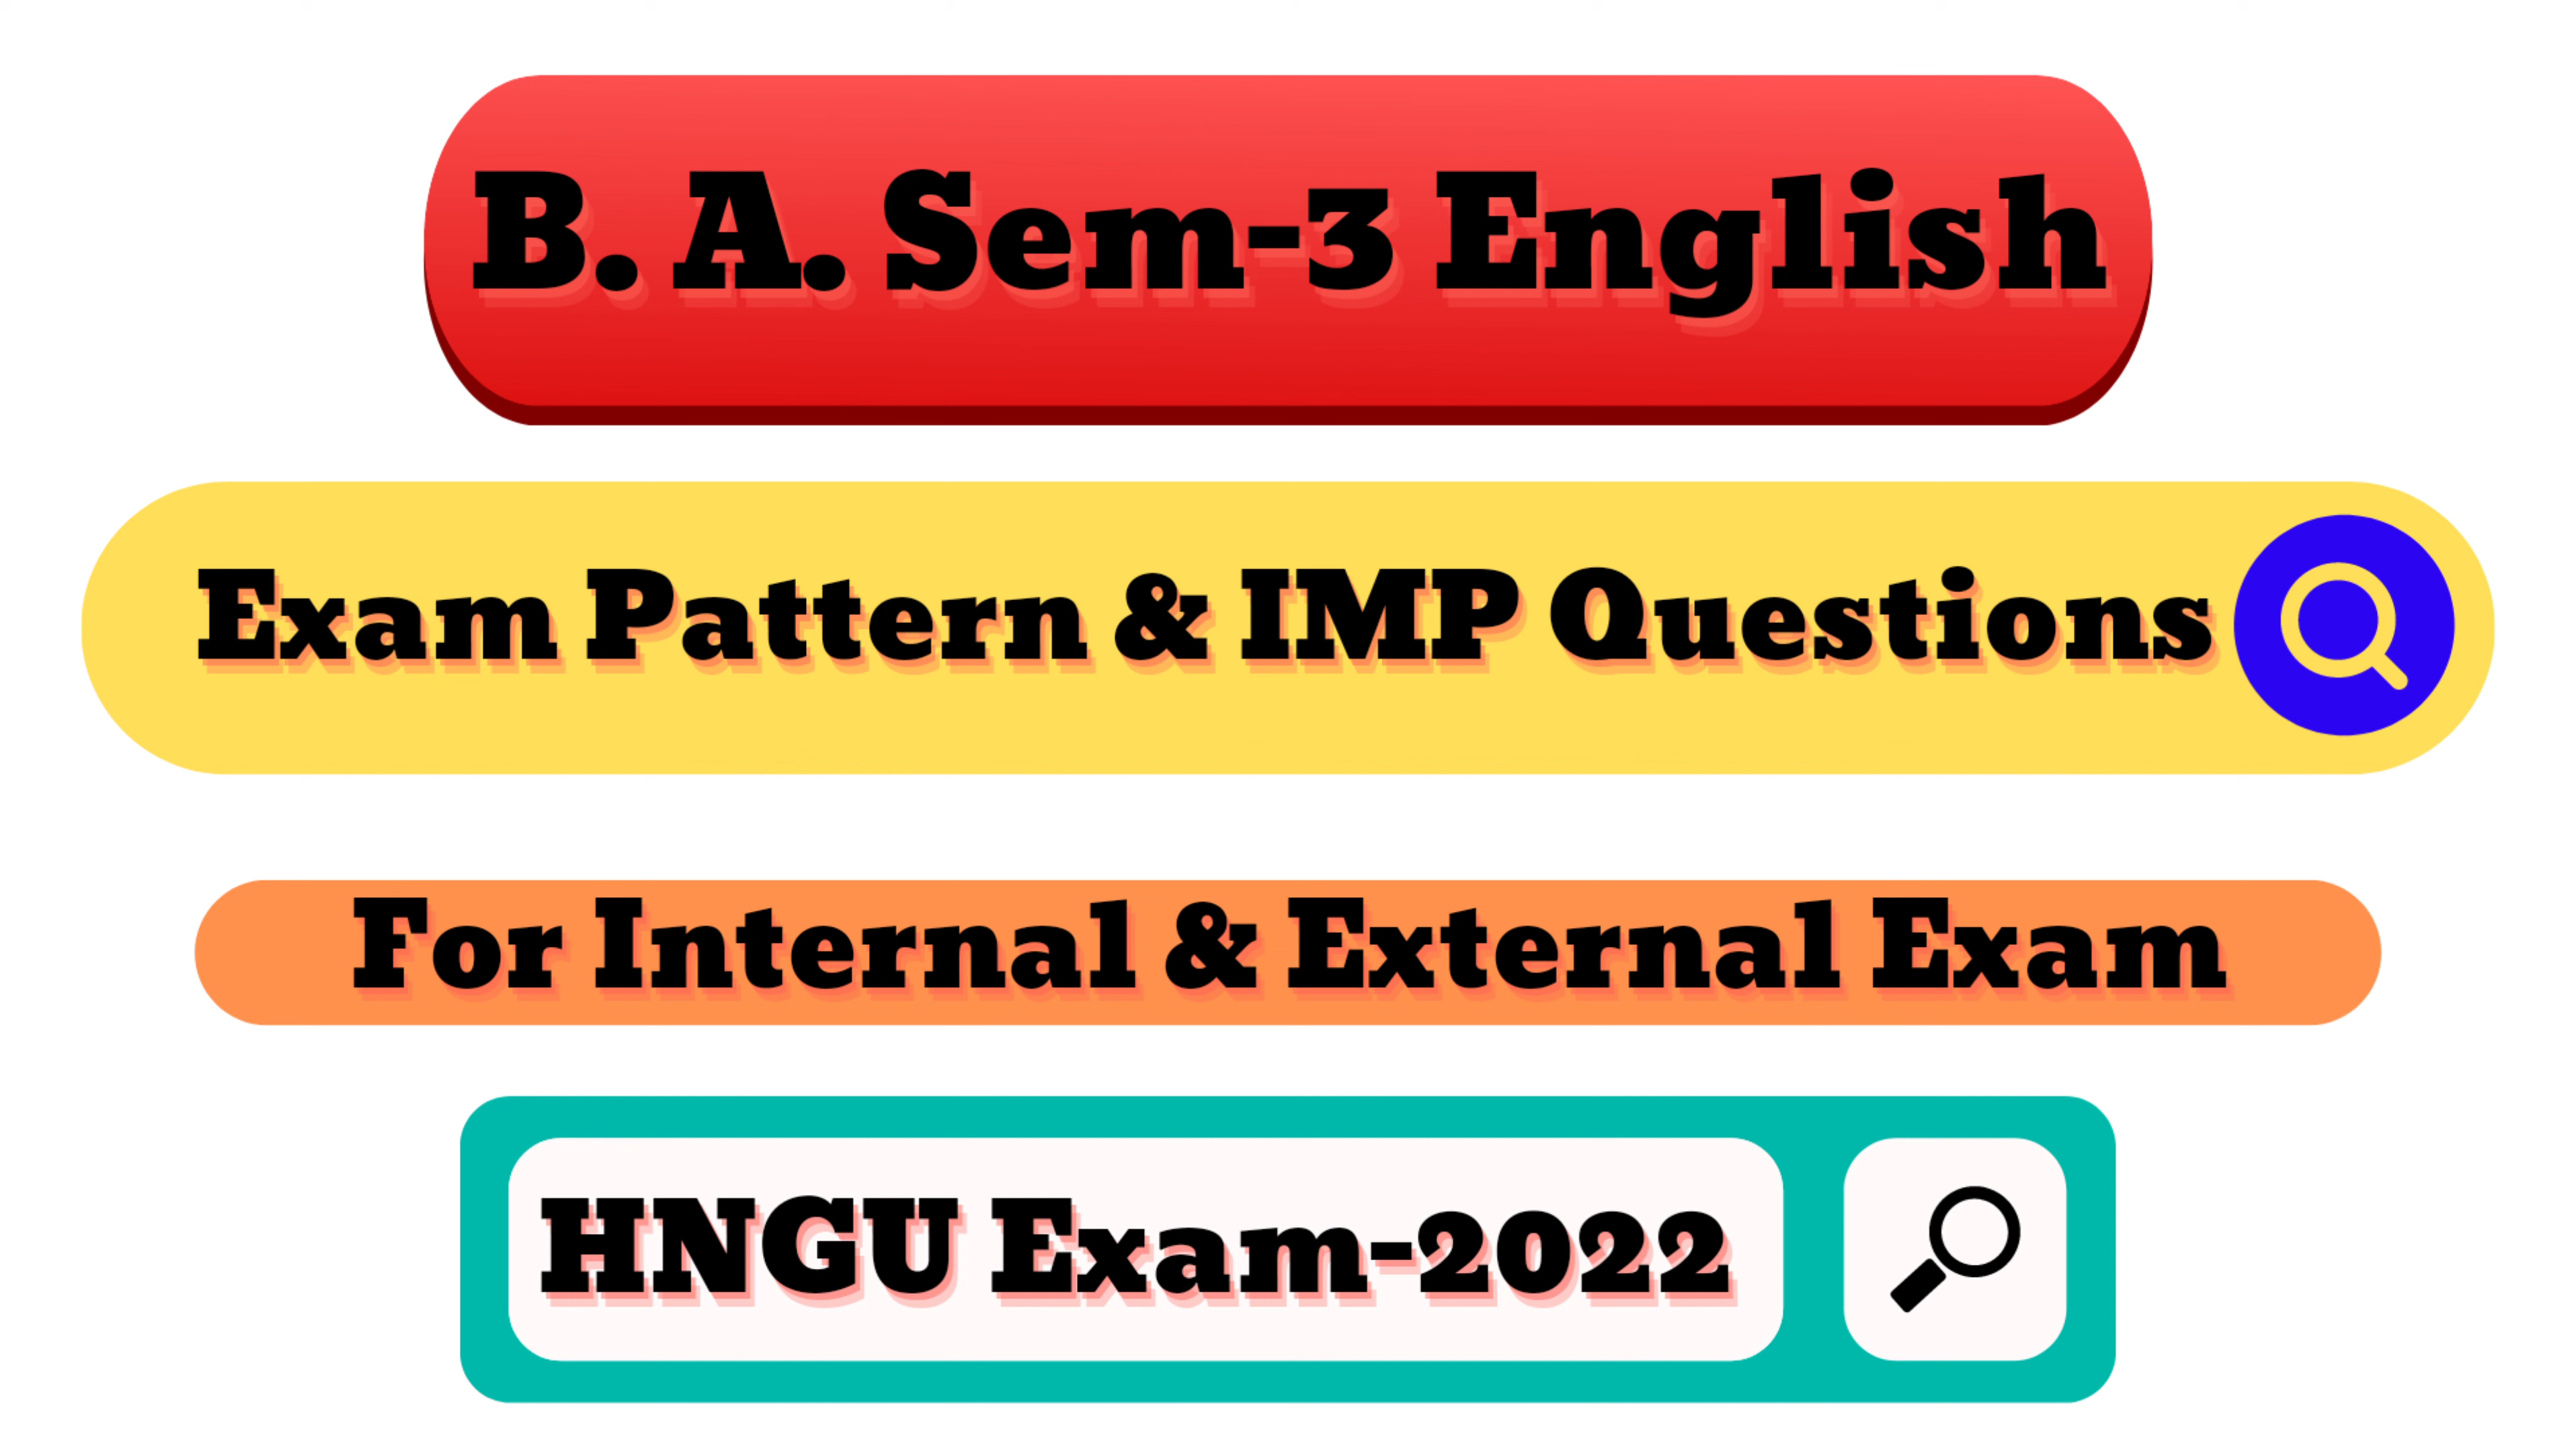 B. A. Sem-3 English
Exam Pattern & IMP Questions
For Internal & External Exam
HNGU Exam-2022